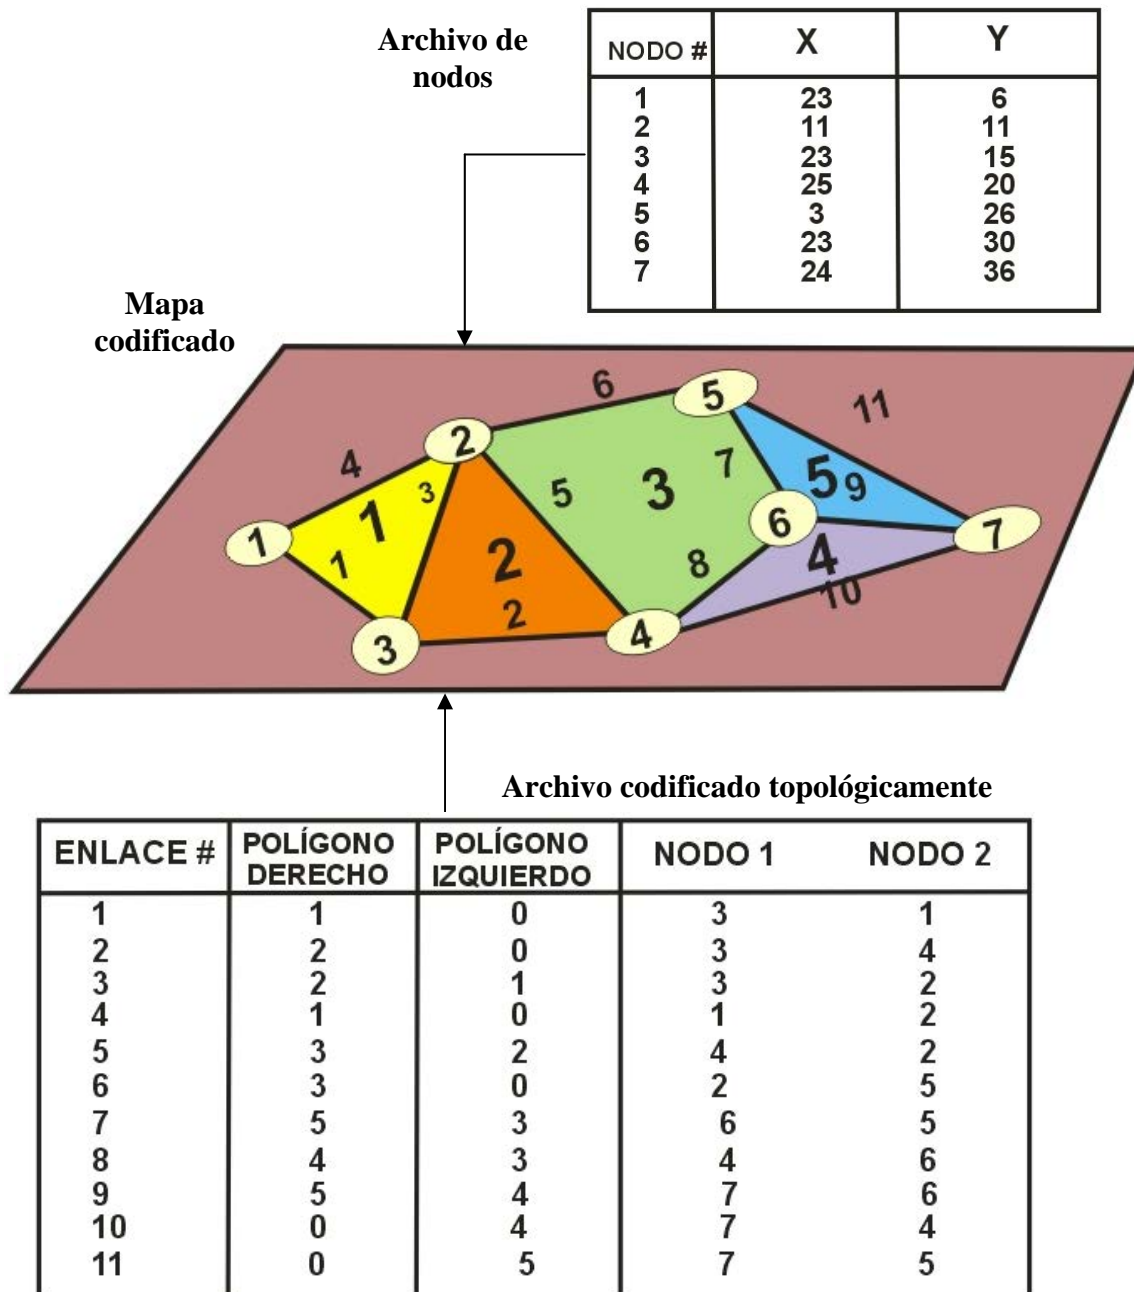 Archivo de
nodos
NODO # X Y
1 23 6
2 11 11
3 23 15
4 25 20
5 3 26
6 23 30
7 24 36
Mapa
codificado
6
5
11
4
2
3
1
5
3
7
5
9
1
1
2
8
6
4
7
10
2
3
4
Archivo codificado topológicamente
ENLACE # POLÍGONO DERECHO POLÍGONO IZQUIERDO NODO 1 NODO 2
1 1 0 3 1
2 2 0 3 4
3 2 1 3 2
4 1 0 1 2
5 3 2 4 2
6 3 0 2 5
7 5 3 6 5
8 4 3 4 6
9 5 4 7 6
10 0 4 7 4
11 0 5 7 5